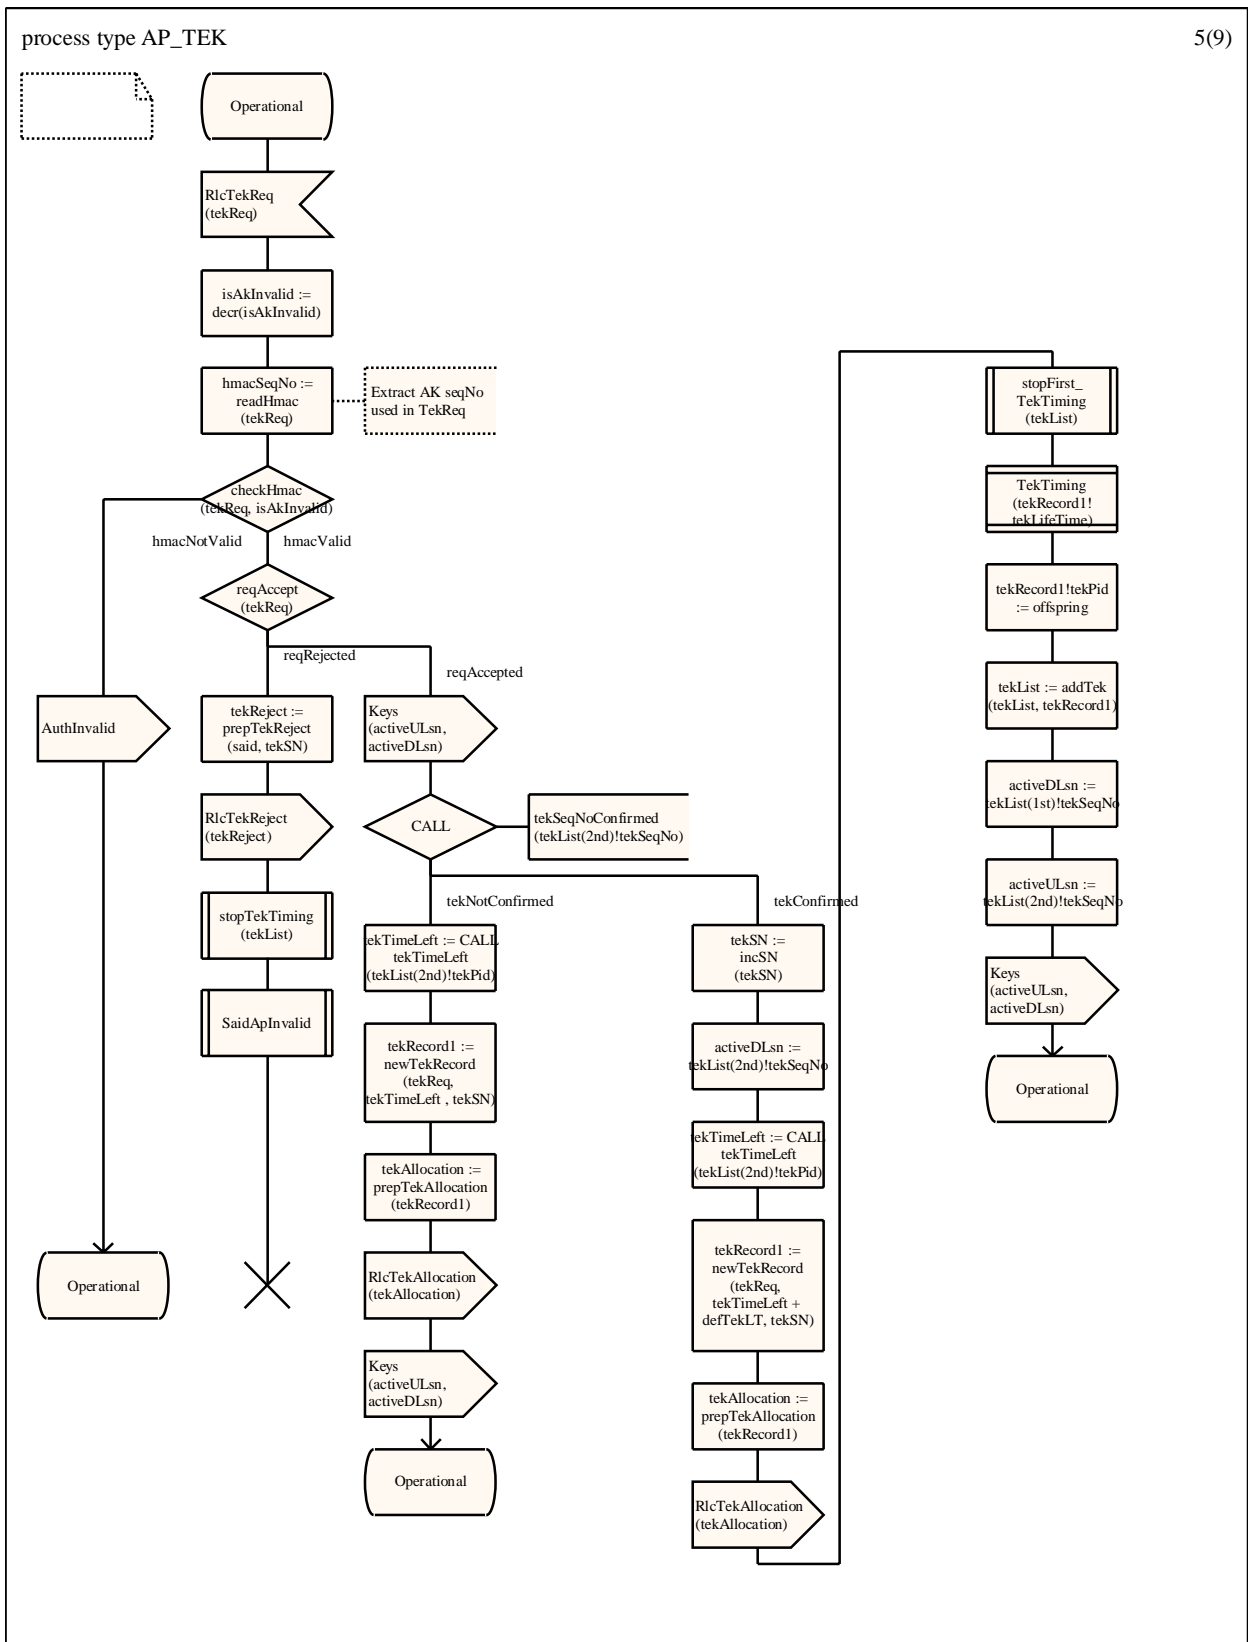 process type AP_TEK
5(9)
Operational
RlcTekReq
(tekReq)
isAkInvalid :=
decr(isAkInvalid)
hmacSeqNo :=
readHmac
(tekReq)
Extract AK seqNo
used in TekReq
checkHmac
(tekReq, isAkInvalid)
hmacNotValid
hmacValid
reqAccept
(tekReq)
reqRejected
reqAccepted
AuthInvalid
Operational
tekReject :=
prepTekReject
(said, tekSN)
RlcTekReject
(tekReject)
stopTekTiming
(tekList)
SaidApInvalid
Keys
(activeULsn,
activeDLsn)
CALL
tekSeqNoConfirmed
(tekList(2nd)!tekSeqNo)
tekNotConfirmed
tekConfirmed
tekTimeLeft := CALL
tekTimeLeft
(tekList(2nd)!tekPid)
tekRecord1 :=
newTekRecord
(tekReq,
tekTimeLeft , tekSN)
tekAllocation :=
prepTekAllocation
(tekRecord1)
RlcTekAllocation
(tekAllocation)
Keys
(activeULsn,
activeDLsn)
Operational
tekSN :=
incSN
(tekSN)
activeDLsn :=
tekList(2nd)!tekSeqNo
tekTimeLeft := CALL
tekTimeLeft
(tekList(2nd)!tekPid)
tekRecord1 :=
newTekRecord
(tekReq,
tekTimeLeft +
defTekLT, tekSN)
tekAllocation :=
prepTekAllocation
(tekRecord1)
RlcTekAllocation
(tekAllocation)
stopFirst_
TekTiming
(tekList)
TekTiming
(tekRecord1!
tekLifeTime)
tekRecord1!tekPid
:= offspring
tekList := addTek
(tekList, tekRecord1)
activeDLsn :=
tekList(1st)!tekSeqNo
activeULsn :=
tekList(2nd)!tekSeqNo
Keys
(activeULsn,
activeDLsn)
Operational